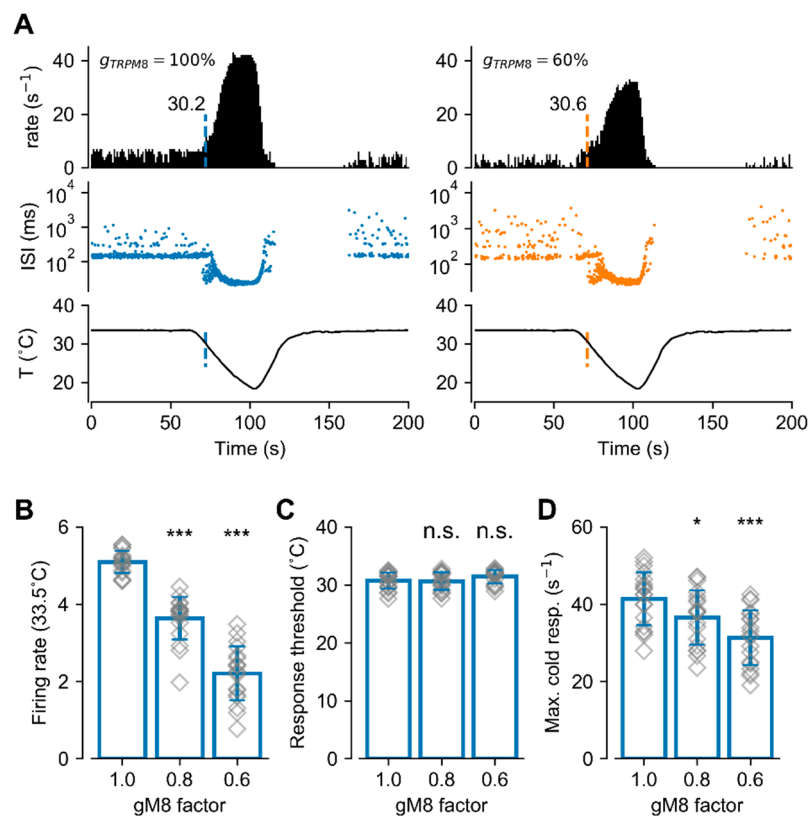 A
g_TRPM8 = 100%
g_TRPM8 = 60%
30.2
30.6
rate (s⁻¹)
40
20
0
40
20
0
ISI (ms)
10⁴
10³
10²
10⁴
10³
10²
T (˚C)
40
30
20
40
30
20
0 50 100 150 200
0 50 100 150 200
Time (s)
Time (s)
B
Firing rate (33.5˚C)
6
4
2
0
*** ***
1.0 0.8 0.6
gM8 factor
C
Response threshold (˚C)
40
30
20
10
0
n.s. n.s.
1.0 0.8 0.6
gM8 factor
D
Max. cold resp. (s⁻¹)
60
40
20
0
* ***
1.0 0.8 0.6
gM8 factor